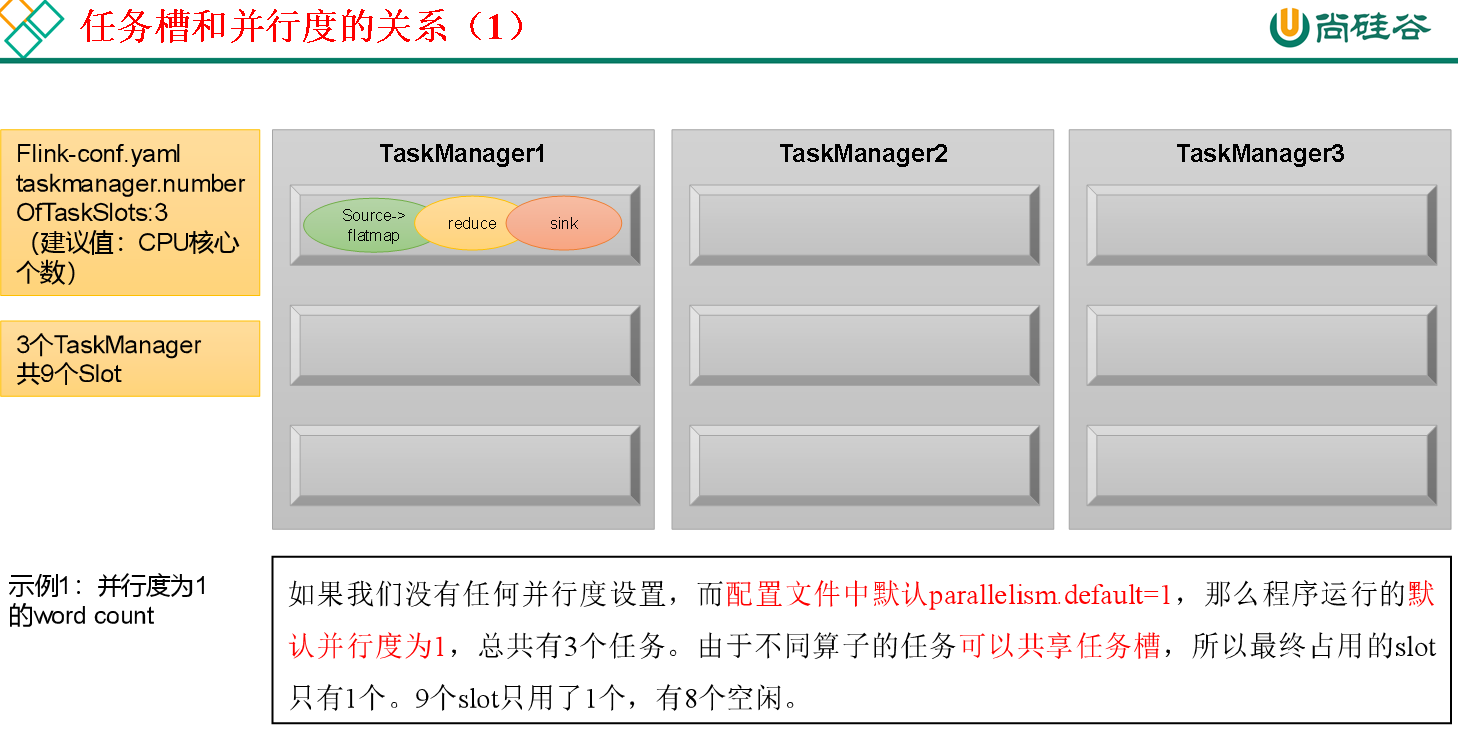 任务槽和并行度的关系（1）
尚硅谷
Flink-conf.yaml
taskmanager.number
OfTaskSlots:3
（建议值：CPU核心
个数）
3个TaskManager
共9个Slot
TaskManager1
Source->
flatmap
reduce
sink
TaskManager2
TaskManager3
示例1：并行度为1
的word count
如果我们没有任何并行度设置，而配置文件中默认parallelism.default=1，那么程序运行的默
认并行度为1，总共有3个任务。由于不同算子的任务可以共享任务槽，所以最终占用的slot
只有1个。9个slot只用了1个，有8个空闲。